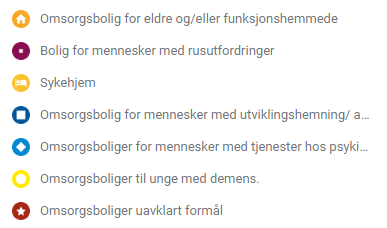 Omsorgsbolig for eldre og/eller funksjonshemmede
Bolig for mennesker med rusutfordringer
Sykehjem
Omsorgsbolig for mennesker med utviklingshemning/ a...
Omsorgsboliger for mennesker med tjenester hos psyki...
Omsorgsboliger til unge med demens.
Omsorgsboliger uavklart formål